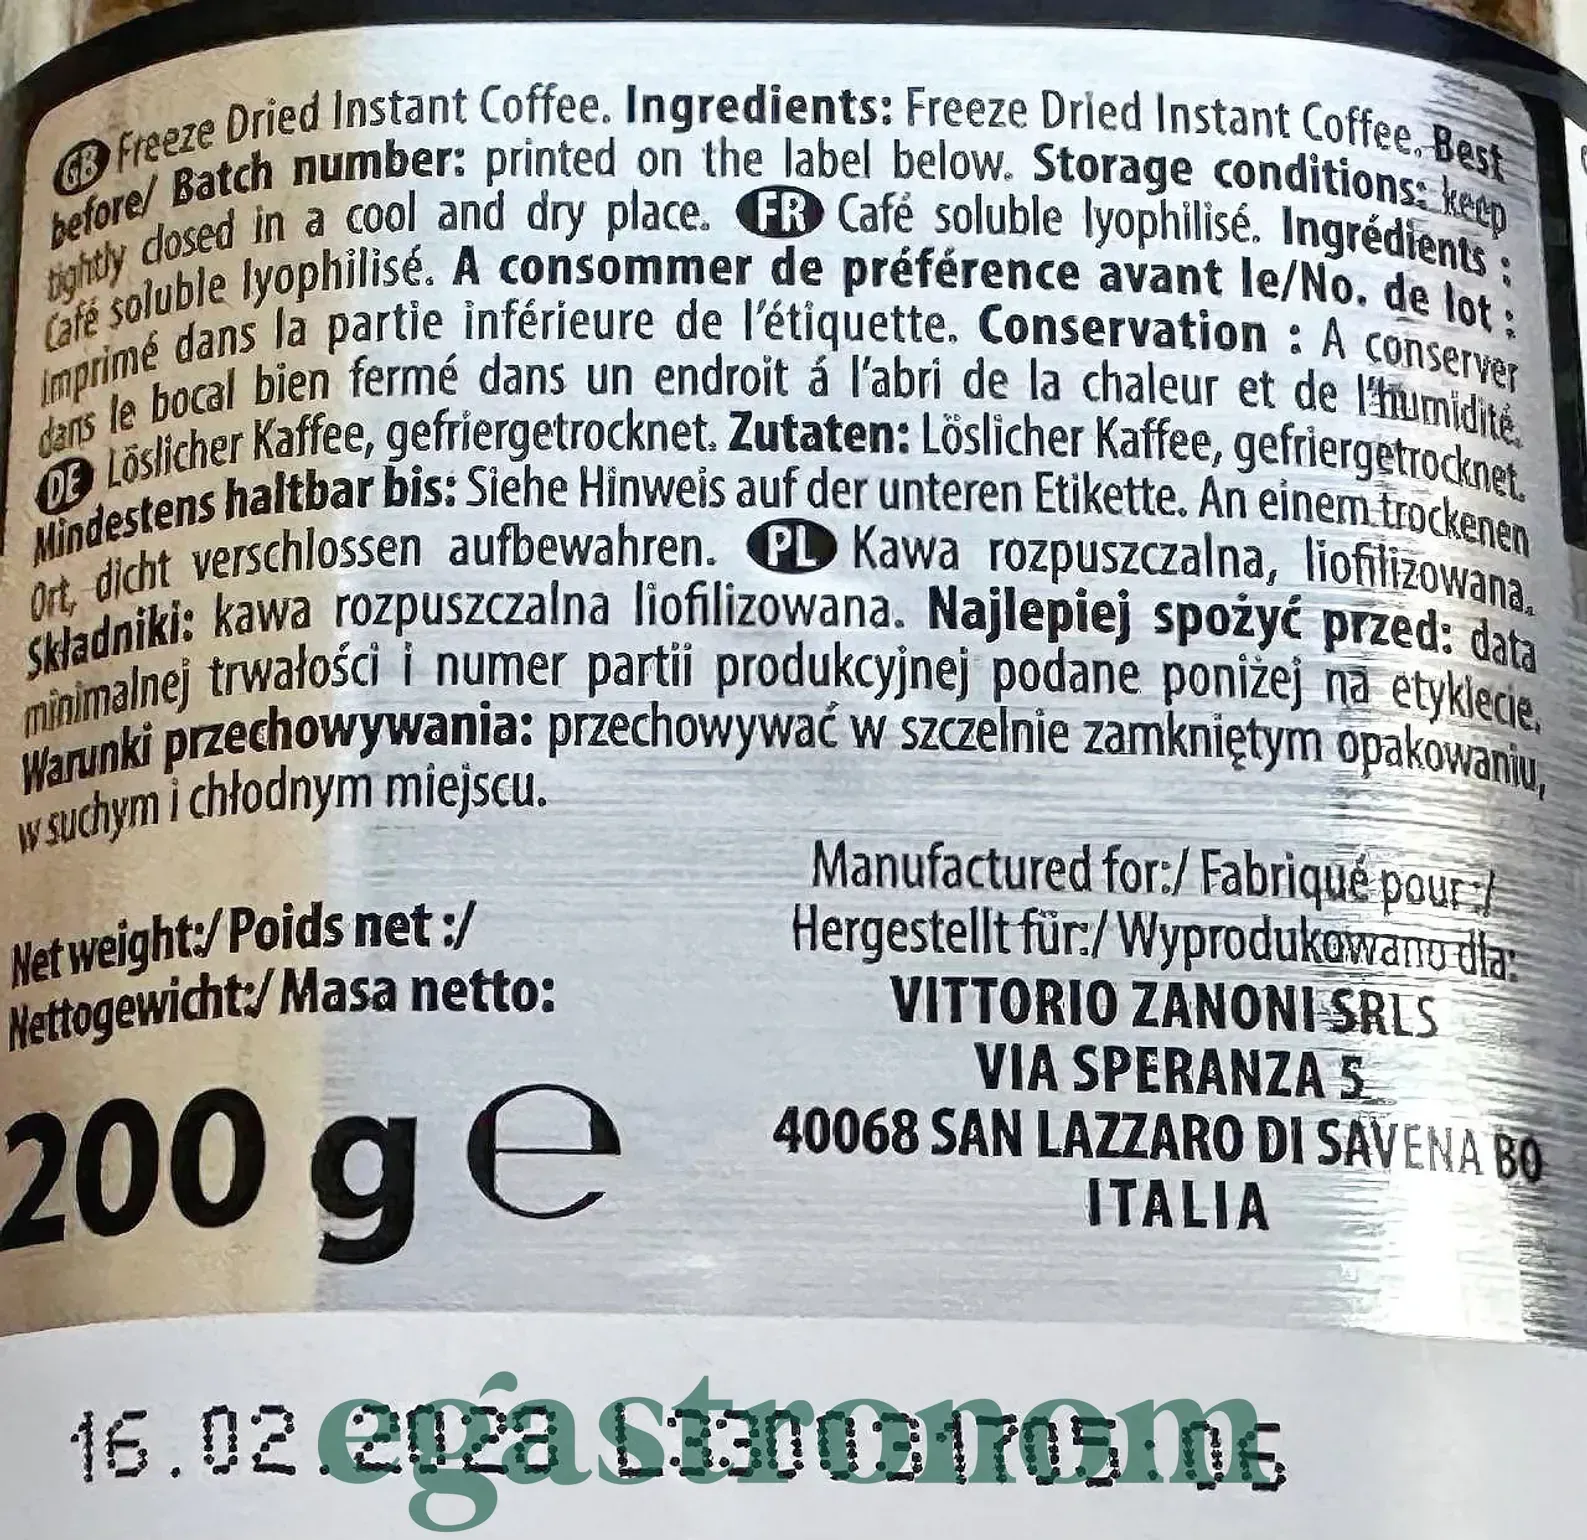 GB Freeze Dried Instant Coffee. Ingredients: Freeze Dried Instant Coffee. Best
before/ Batch number: printed on the label below. Storage conditions: keep
tightly closed in a cool and dry place. FR Café soluble lyophilisé. Ingrédients :
Café soluble lyophilisé. A consommer de préférence avant le/No. de lot :
Imprimé dans la partie inférieure de l'étiquette. Conservation : A conserver
dans le bocal bien fermé dans un endroit á l'abri de la chaleur et de l'humidité.
DE Löslicher Kaffee, gefriergetrocknet. Zutaten: Löslicher Kaffee, gefriergetrocknet.
Mindestens haltbar bis: Siehe Hinweis auf der unteren Etikette. An einem trockenen
Ort, dicht verschlossen aufbewahren. PL Kawa rozpuszczalna, liofilizowana.
Składniki: kawa rozpuszczalna liofilizowana. Najlepiej spożyć przed: data
minimalnej trwałości i numer partii produkcyjnej podane poniżej na etyklecie.
Warunki przechowywania: przechowywać w szczelnie zamkniętym opakowaniu,
w suchym i chłodnym miejscu.
Net weight:/ Poids net :/
Nettogewicht:/ Masa netto:
200 g e
Manufactured for:/ Fabriqué pour:/
Hergestellt für:/ Wyprodukowano dla:
VITTORIO ZANONI SRLS
VIA SPERANZA 5
40068 SAN LAZZARO DI SAVENA BO
ITALIA
16.02.2028
egastronom